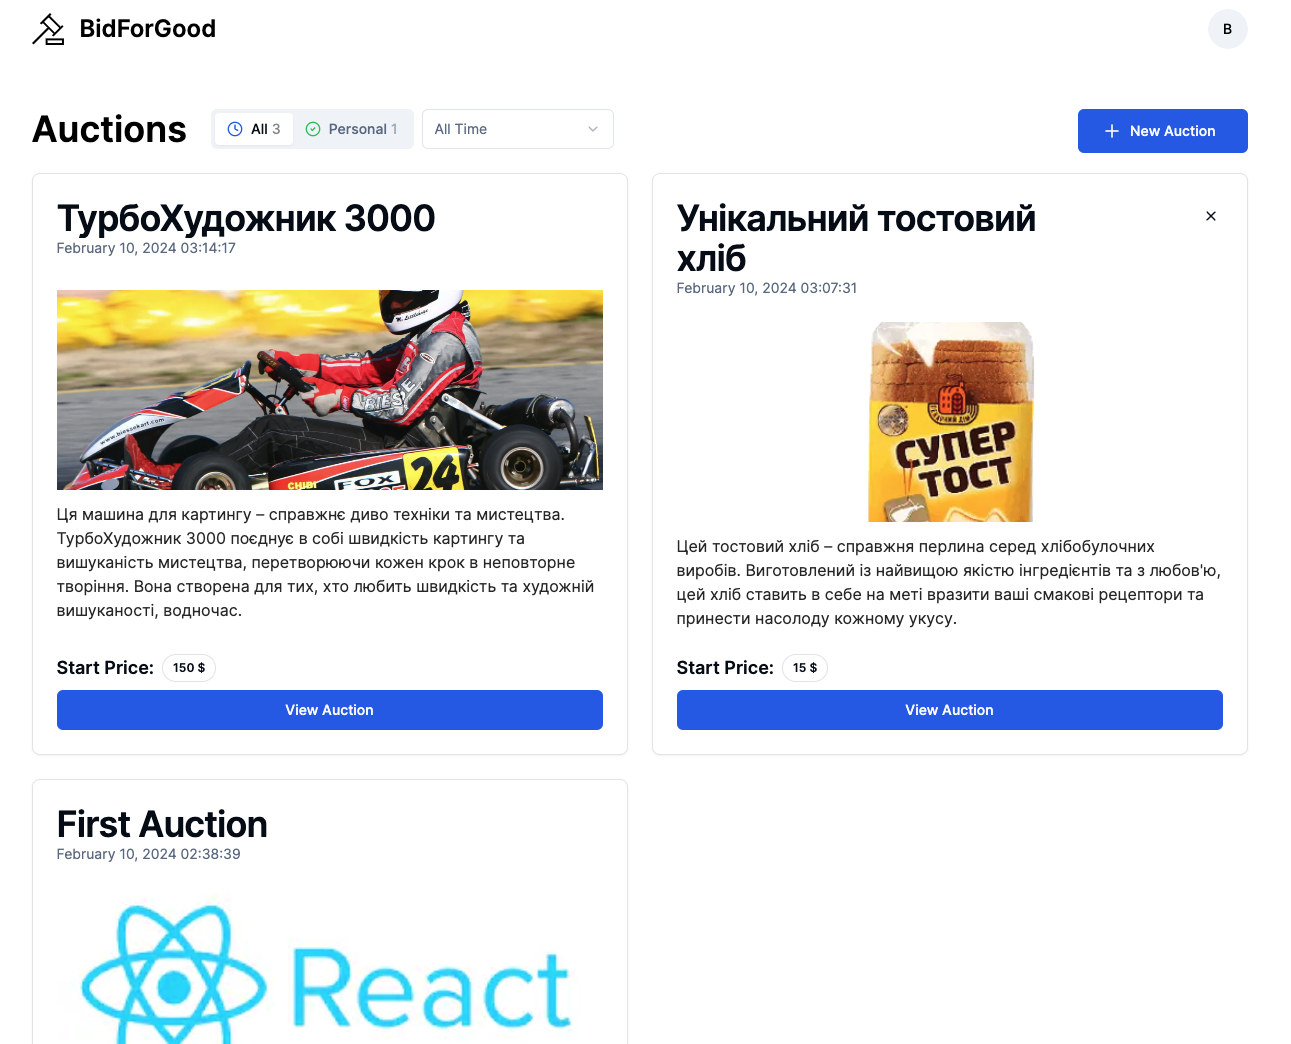 BidForGood
B
Auctions
All 3
Personal 1
All Time
New Auction
ТурбоХудожник 3000
February 10, 2024 03:14:17
M. Littledge
BIESSE
www.biessekart.com
24
CHIBI
FOX
Ця машина для картингу – справжнє диво техніки та мистецтва.
ТурбоХудожник 3000 поєднує в собі швидкість картингу та
вишуканість мистецтва, перетворюючи кожен крок в неповторне
творіння. Вона створена для тих, хто любить швидкість та художній
вишуканості, водночас.
Start Price:
150 $
View Auction
Унікальний тостовий
хліб
February 10, 2024 03:07:31
СУПЕР
ТОСТ
Цей тостовий хліб – справжня перлина серед хлібобулочних
виробів. Виготовлений із найвищою якістю інгредієнтів та з любов'ю,
цей хліб ставить в себе на меті вразити ваші смакові рецептори та
принести насолоду кожному укусу.
Start Price:
15 $
View Auction
First Auction
February 10, 2024 02:38:39
React